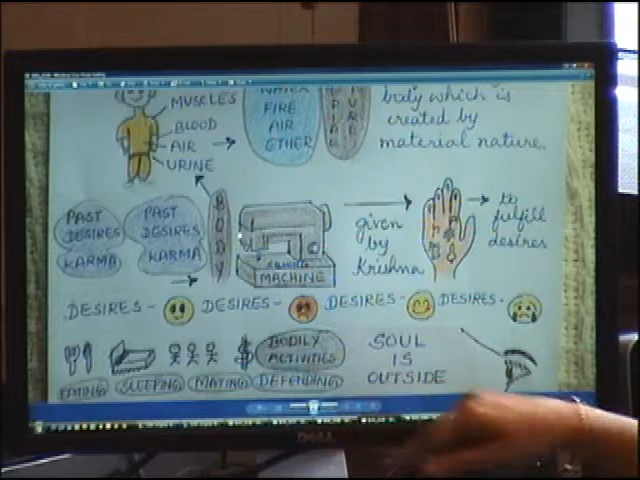 MUSCLES
BLOOD
AIR
URINE
WATER
FIRE
AIR
ETHER
body which is
created by
material nature.
PAST
DESIRES
KARMA
PAST
DESIRES
KARMA
BODY
MACHINE
given
by
Krishna
to
fulfill
desires
DESIRES - DESIRES - DESIRES - DESIRES -
BODILY
ACTIVITIES
EATING SLEEPING MATING DEFENDING
SOUL
IS
OUTSIDE
DELL